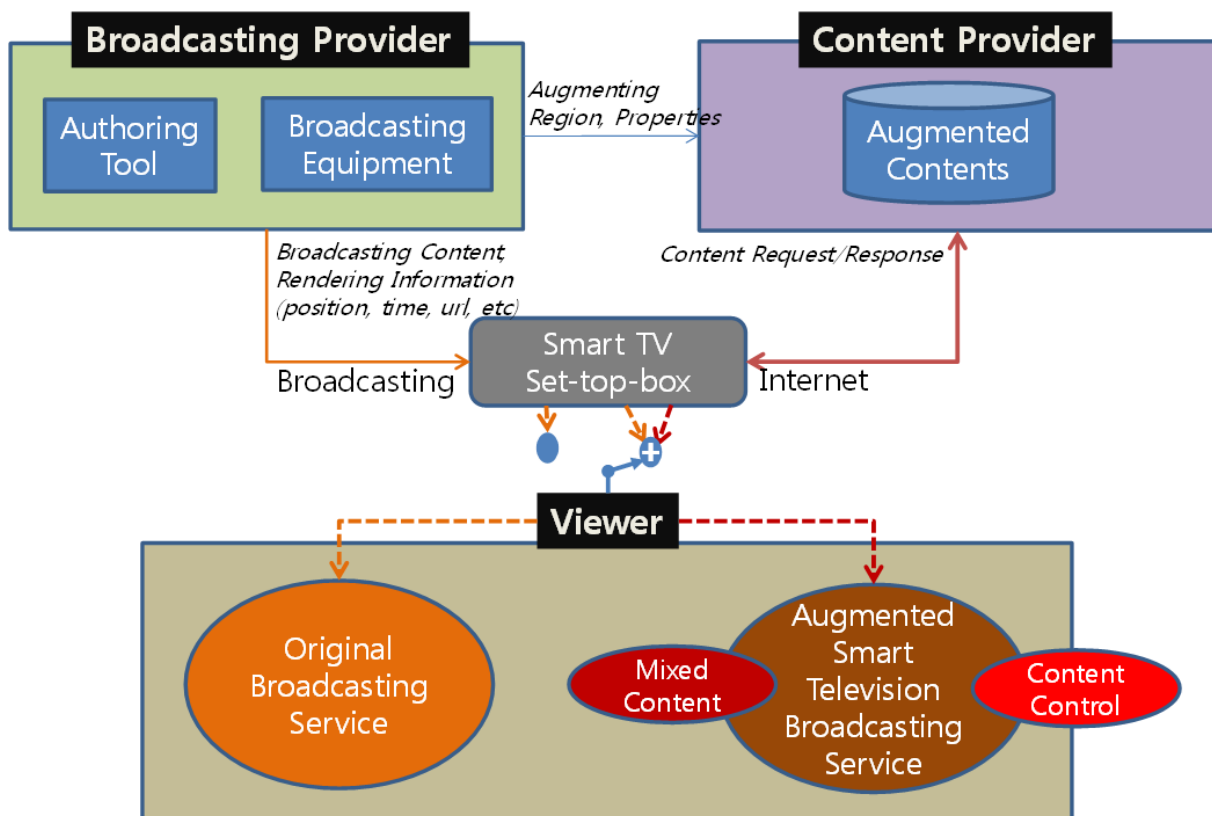 Broadcasting Provider
Content Provider
Authoring
Tool
Broadcasting
Equipment
Augmenting
Region, Properties
Augmented
Contents
Broadcasting Content,
Rendering Information
(position, time, url, etc)
Content Request/Response
Smart TV
Set-top-box
Broadcasting
Internet
Viewer
Original
Broadcasting
Service
Mixed
Content
Augmented
Smart
Television
Broadcasting
Service
Content
Control